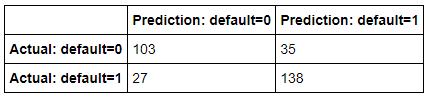 Prediction: default=0 Prediction: default=1
Actual: default=0 103 35
Actual: default=1 27 138